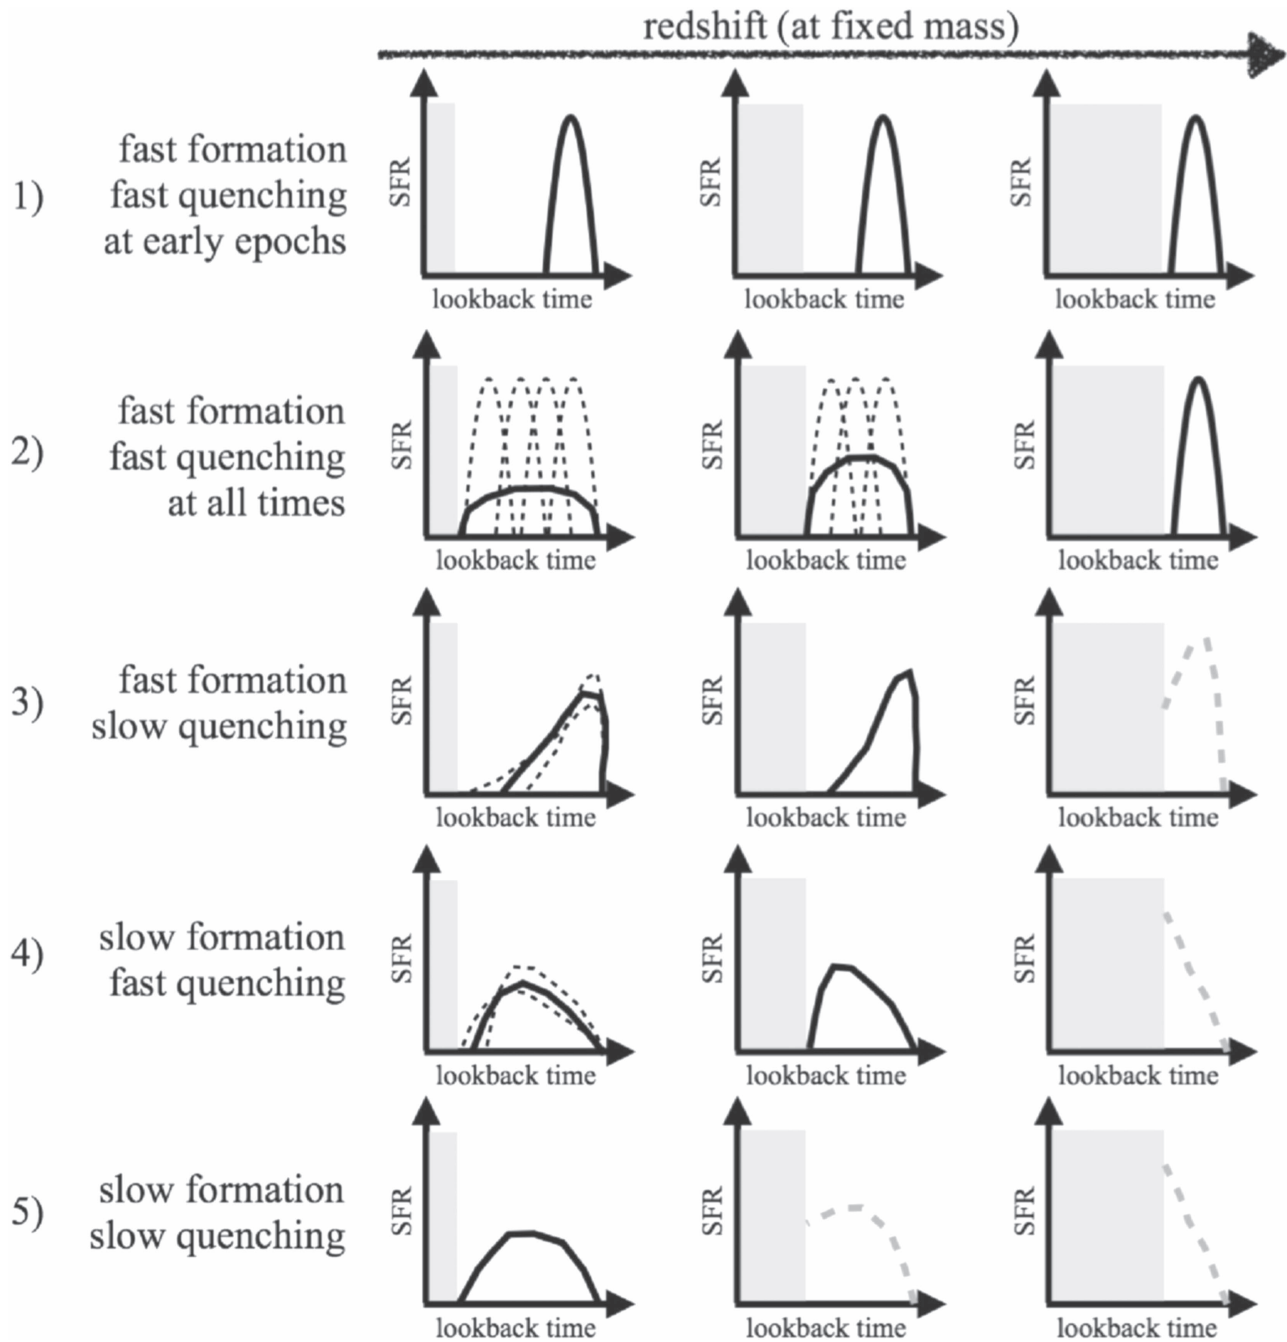 redshift (at fixed mass)
1)
fast formation
fast quenching
at early epochs
SFR
lookback time
SFR
lookback time
SFR
lookback time
2)
fast formation
fast quenching
at all times
SFR
lookback time
SFR
lookback time
SFR
lookback time
3)
fast formation
slow quenching
SFR
lookback time
SFR
lookback time
SFR
lookback time
4)
slow formation
fast quenching
SFR
lookback time
SFR
lookback time
SFR
lookback time
5)
slow formation
slow quenching
SFR
lookback time
SFR
lookback time
SFR
lookback time